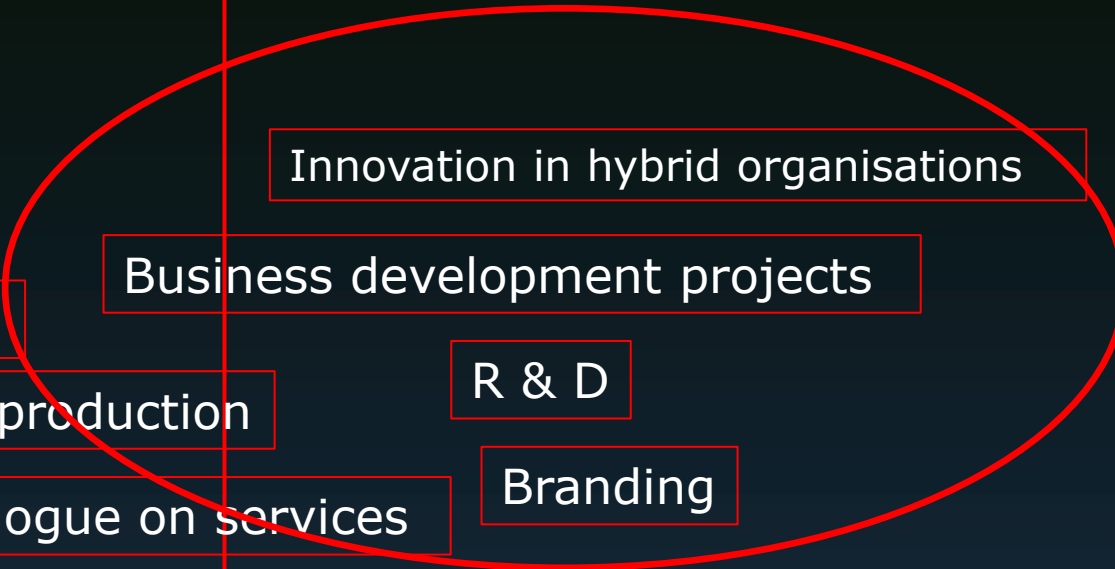 Innovation in hybrid organisations
Business development projects
R & D
production
Branding
ogue on services